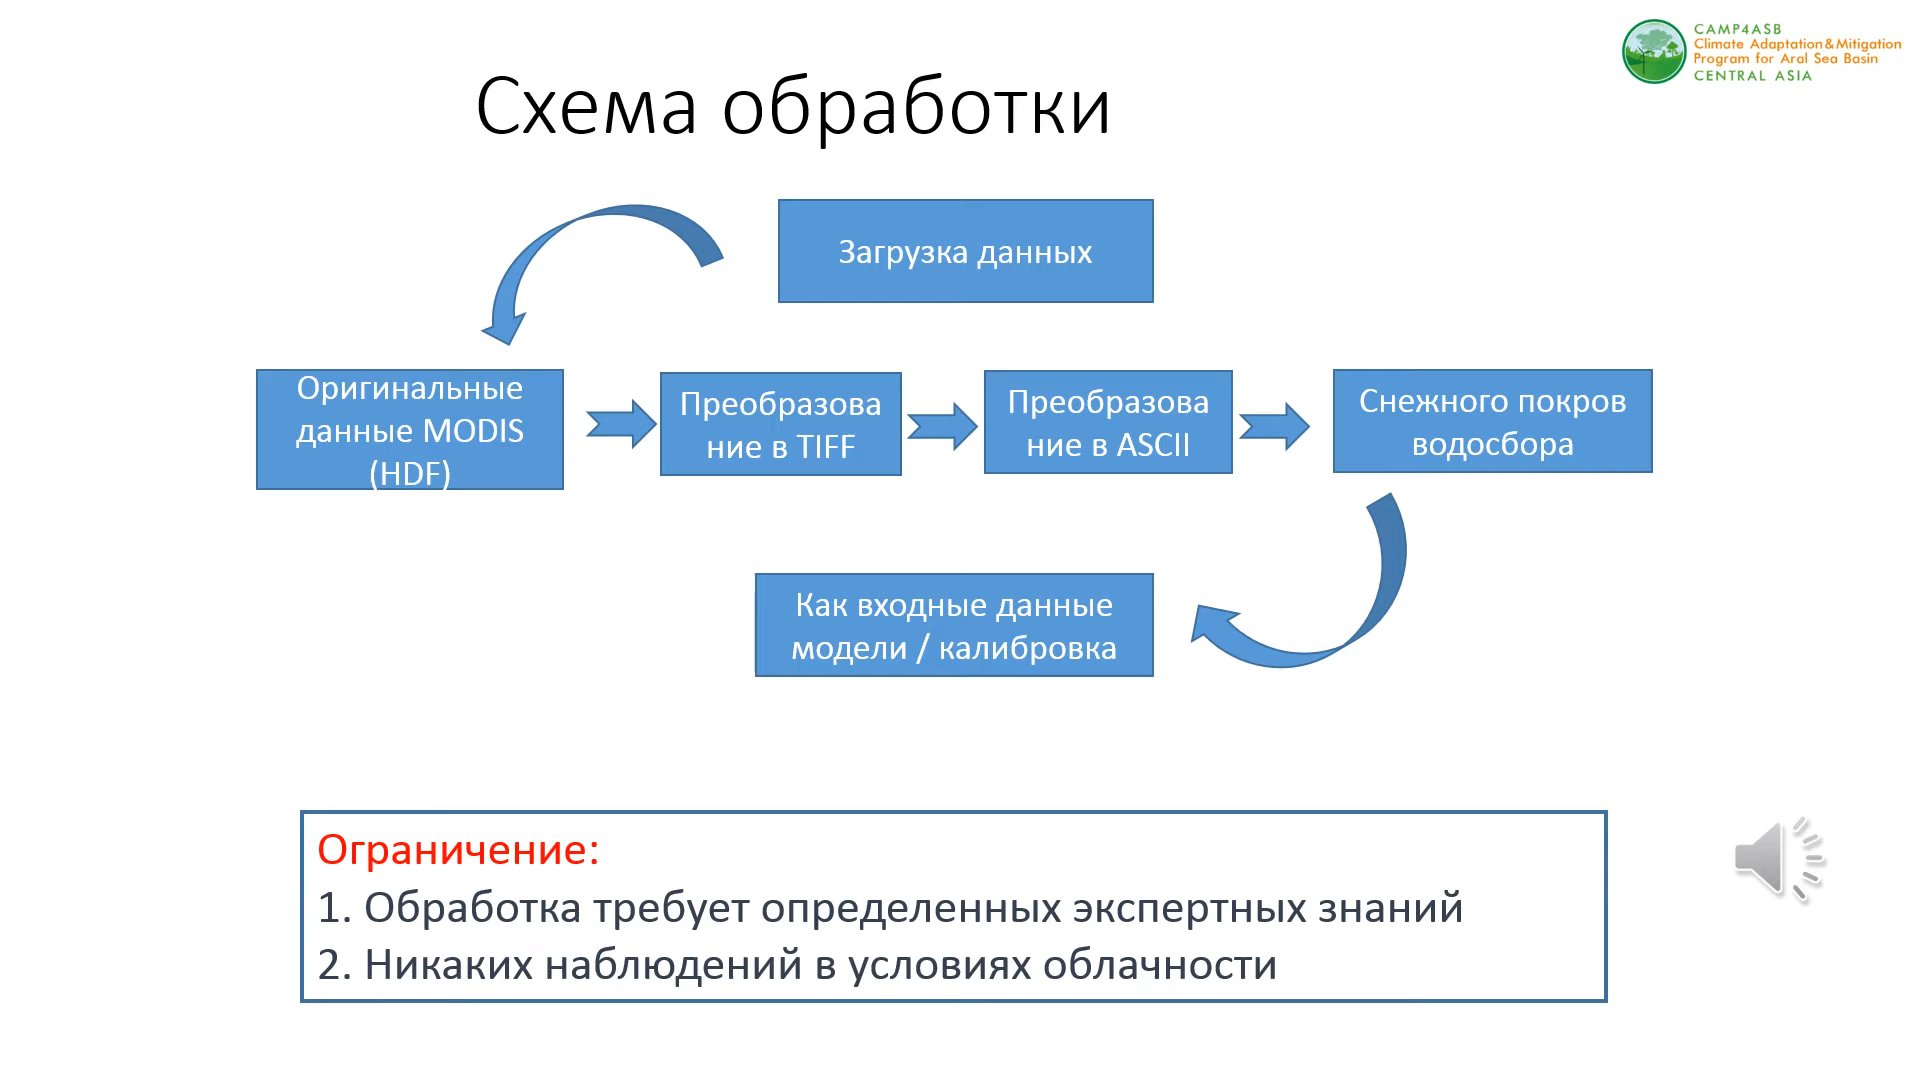 CAMP4ASB
Climate Adaptation & Mitigation
Program for Aral Sea Basin
CENTRAL ASIA
Схема обработки
Загрузка данных
Оригинальные
данные MODIS
(HDF)
Преобразова
ние в TIFF
Преобразова
ние в ASCII
Снежного покров
водосбора
Как входные данные
модели / калибровка
Ограничение:
1. Обработка требует определенных экспертных знаний
2. Никаких наблюдений в условиях облачности